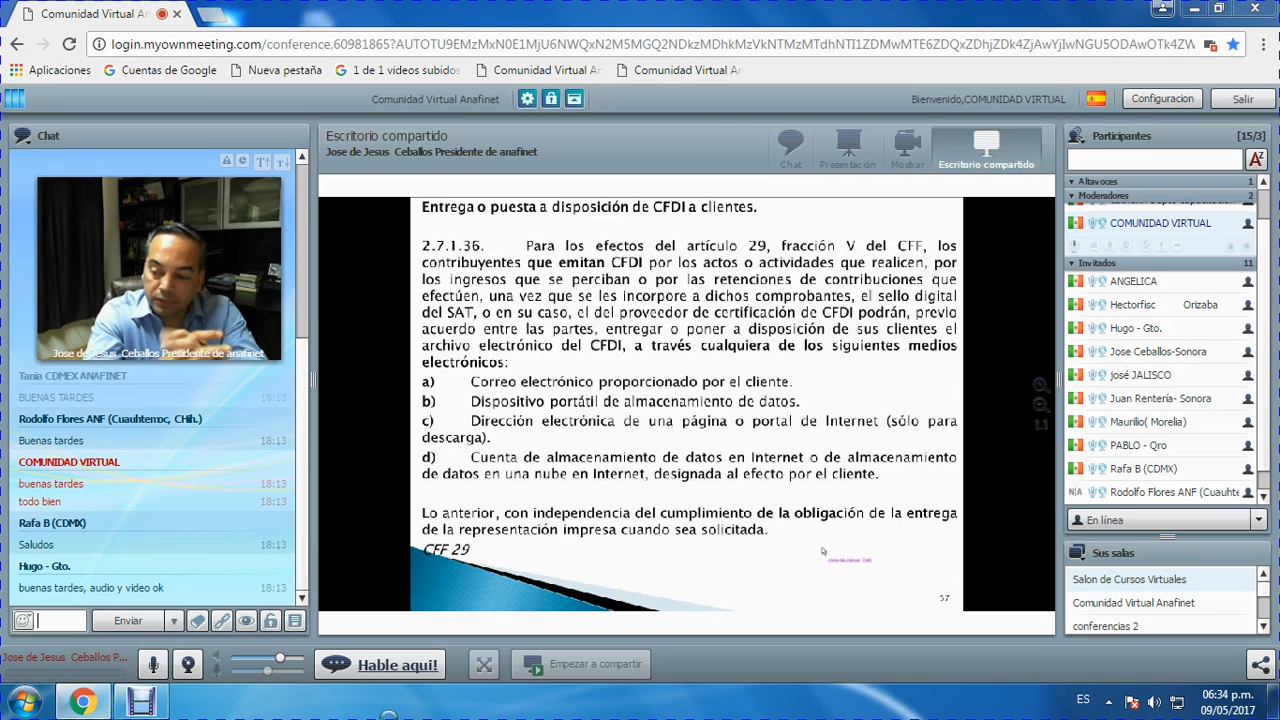 Comunidad Virtual Anafinet
login.myownmeeting.com/conference,60981865?AUTOTU9EMzMxN0E1MjU6NWQxN2M5MGQ2NDkzMDhkMzVkNTMzMTdhNTI1ZDMwMTE6ZDQxZDhjZDk4ZjAwYjIwNGU5ODAwOTk4ZWN
Aplicaciones
Cuentas de Google
Nueva pestaña
1 de 1 vídeos subidos
Comunidad Virtual An
Comunidad Virtual An
Comunidad Virtual Anafinet
Bienvenido,COMUNIDAD VIRTUAL
Configuracion
Salir
Chat
Jose de Jesus Ceballos Presidente de anafinet
Tania CDMEX ANAFINET
BUENAS TARDES 18:13
Rodolfo Flores ANF (Cuauhtemoc, CHih.)
Buenas tardes 18:13
COMUNIDAD VIRTUAL
buenas tardes 18:13
todo bien 18:13
Rafa B (CDMX)
Saludos 18:13
Hugo - Gto.
buenas tardes, audio y video ok 18:13
Enviar
Escritorio compartido
Jose de Jesus Ceballos Presidente de anafinet
Chat
Presentación
Mostrar
Escritorio compartido
Entrega o puesta a disposición de CFDI a clientes.
2.7.1.36. Para los efectos del artículo 29, fracción V del CFF, los
contribuyentes que emitan CFDI por los actos o actividades que realicen, por
los ingresos que se perciban o por las retenciones de contribuciones que
efectúen, una vez que se les incorpore a dichos comprobantes, el sello digital
del SAT, o en su caso, el del proveedor de certificación de CFDI podrán, previo
acuerdo entre las partes, entregar o poner a disposición de sus clientes el
archivo electrónico del CFDI, a través cualquiera de los siguientes medios
electrónicos:
a) Correo electrónico proporcionado por el cliente.
b) Dispositivo portátil de almacenamiento de datos.
c) Dirección electrónica de una página o portal de Internet (sólo para
descarga).
d) Cuenta de almacenamiento de datos en Internet o de almacenamiento
de datos en una nube en Internet, designada al efecto por el cliente.
Lo anterior, con independencia del cumplimiento de la obligación de la entrega
de la representación impresa cuando sea solicitada.
CFF 29
57
Participantes [15/3]
Altavoces 1
Moderadores 2
COMUNIDAD VIRTUAL
Invitados 11
ANGELICA
Hectorfisc Orizaba
Hugo - Gto.
Jose Ceballos-Sonora
josé JALISCO
Juan Rentería- Sonora
Maurilio( Morelia)
PABLO - Qro
Rafa B (CDMX)
N/A Rodolfo Flores ANF (Cuauhte
En línea
Sus salas
Salon de Cursos Virtuales
Comunidad Virtual Anafinet
conferencias 2
Jose de Jesus Ceballos P...
Hable aqui!
Empezar a compartir
ES
06:34 p.m.
09/05/2017